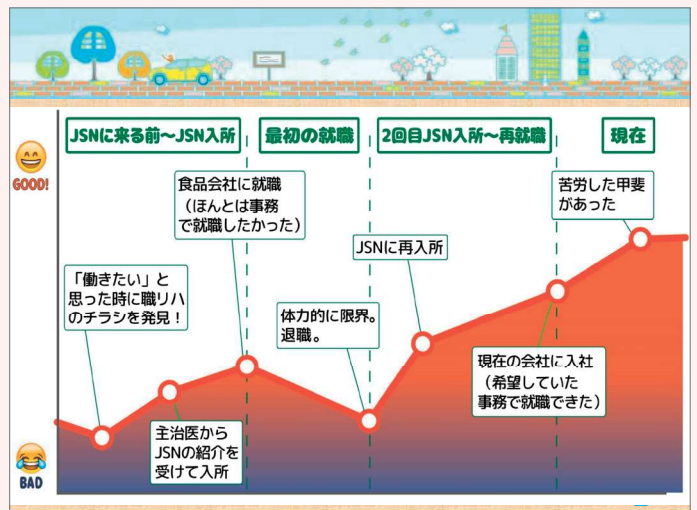 JSNに来る前～JSN入所
最初の就職
2回目JSN入所～再就職
現在
GOOD!
食品会社に就職
（ほんとは事務
で就職したかった）
苦労した甲斐
があった
JSNに再入所
「働きたい」と
思った時に職リハ
のチラシを発見！
体力的に限界。
退職。
現在の会社に入社
（希望していた
事務で就職できた）
主治医から
JSNの紹介を
受けて入所
BAD